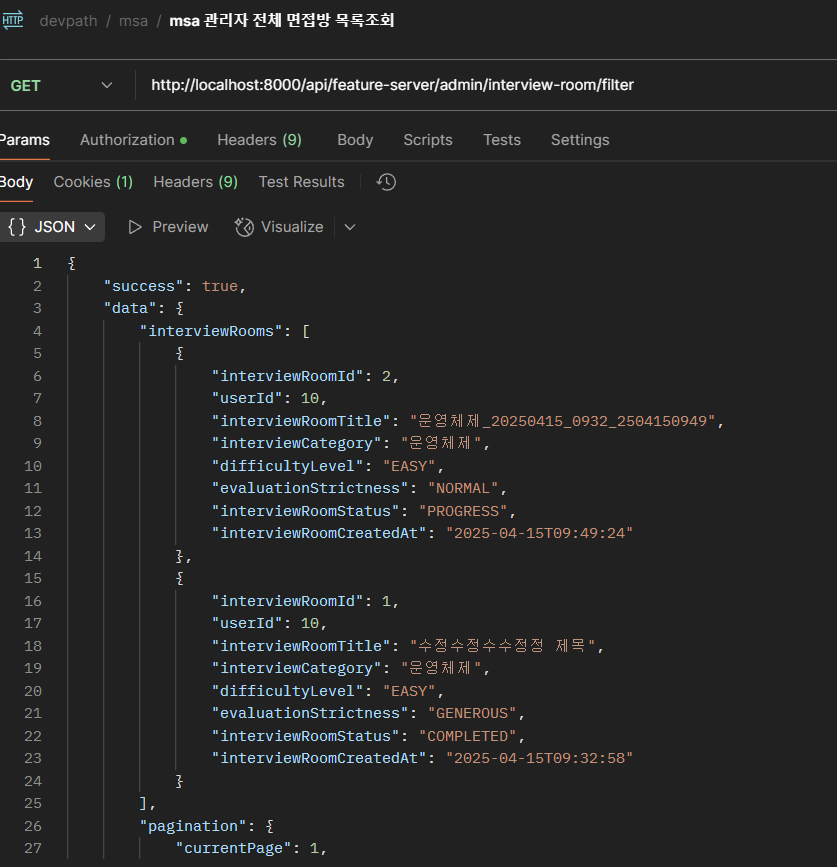 HTTP devpath / msa / msa 관리자 전체 면접방 목록조회
GET http://localhost:8000/api/feature-server/admin/interview-room/filter
Params Authorization Headers (9) Body Scripts Tests Settings
Body Cookies (1) Headers (9) Test Results
{} JSON Preview Visualize
1 {
2 "success": true,
3 "data": {
4 "interviewRooms": [
5 {
6 "interviewRoomId": 2,
7 "userId": 10,
8 "interviewRoomTitle": "운영체제_20250415_0932_2504150949",
9 "interviewCategory": "운영체제",
10 "difficultyLevel": "EASY",
11 "evaluationStrictness": "NORMAL",
12 "interviewRoomStatus": "PROGRESS",
13 "interviewRoomCreatedAt": "2025-04-15T09:49:24"
14 },
15 {
16 "interviewRoomId": 1,
17 "userId": 10,
18 "interviewRoomTitle": "수정수정수수정정 제목",
19 "interviewCategory": "운영체제",
20 "difficultyLevel": "EASY",
21 "evaluationStrictness": "GENEROUS",
22 "interviewRoomStatus": "COMPLETED",
23 "interviewRoomCreatedAt": "2025-04-15T09:32:58"
24 }
25 ],
26 "pagination": {
27 "currentPage": 1,